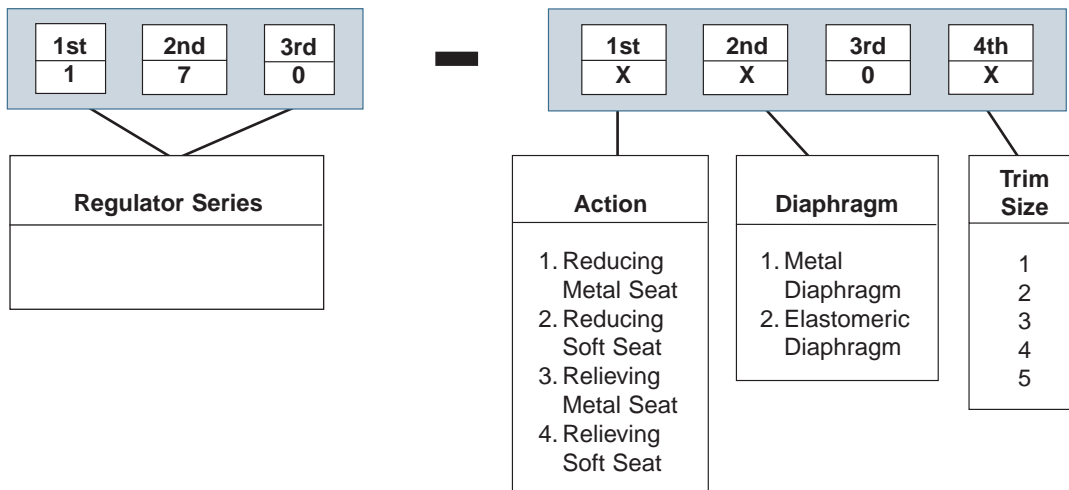 1st 2nd 3rd
1 7 0
1st 2nd 3rd 4th
X X 0 X
Regulator Series
Action
1. Reducing
Metal Seat
2. Reducing
Soft Seat
3. Relieving
Metal Seat
4. Relieving
Soft Seat
Diaphragm
1. Metal
Diaphragm
2. Elastomeric
Diaphragm
Trim
Size
1
2
3
4
5